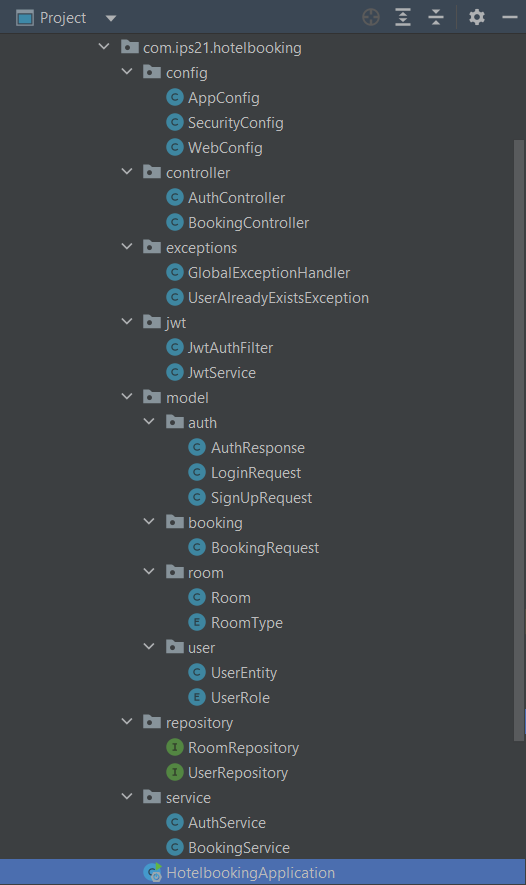 Project
com.ips21.hotelbooking
config
C AppConfig
C SecurityConfig
C WebConfig
controller
C AuthController
C BookingController
exceptions
C GlobalExceptionHandler
C UserAlreadyExistsException
jwt
C JwtAuthFilter
C JwtService
model
auth
C AuthResponse
C LoginRequest
C SignUpRequest
booking
C BookingRequest
room
C Room
E RoomType
user
C UserEntity
E UserRole
repository
I RoomRepository
I UserRepository
service
C AuthService
C BookingService
C HotelbookingApplication